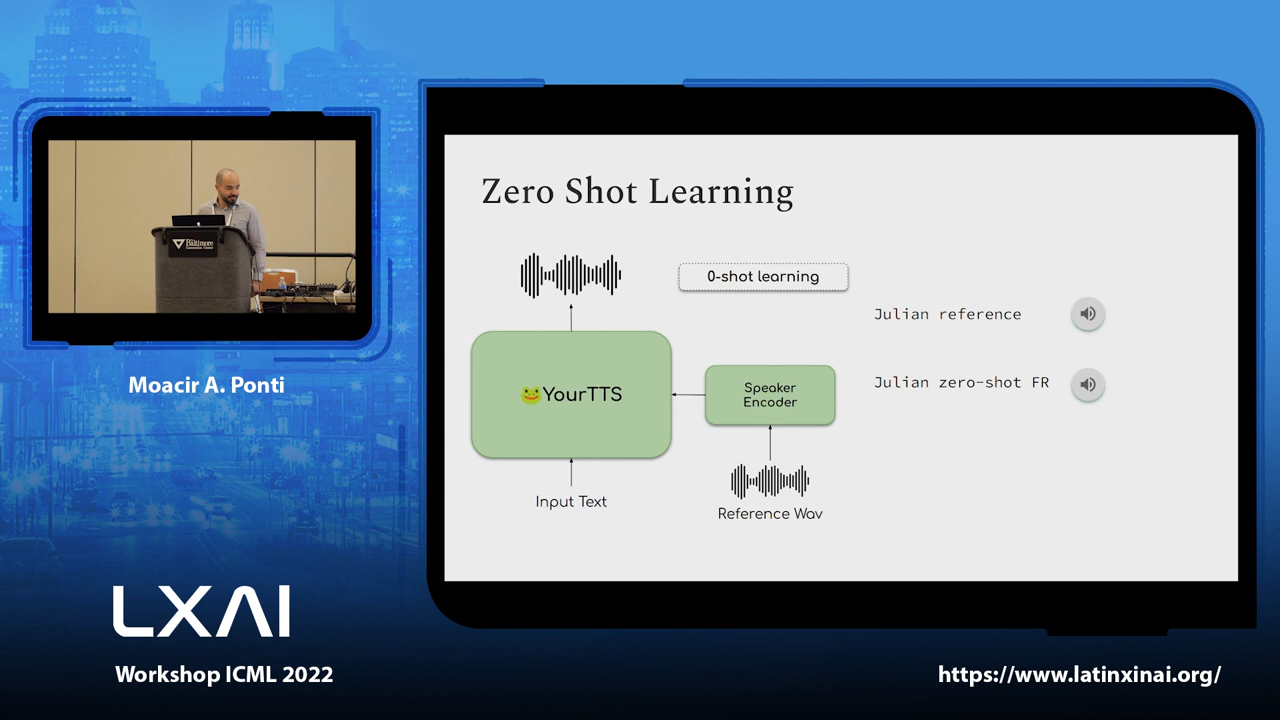 Zero Shot Learning
0-shot learning
Julian reference
🐸YourTTS
Speaker
Encoder
Julian zero-shot FR
Input Text
Reference Wav
Baltimore
Moacir A. Ponti
LXAI
Workshop ICML 2022
https://www.latinxinai.org/